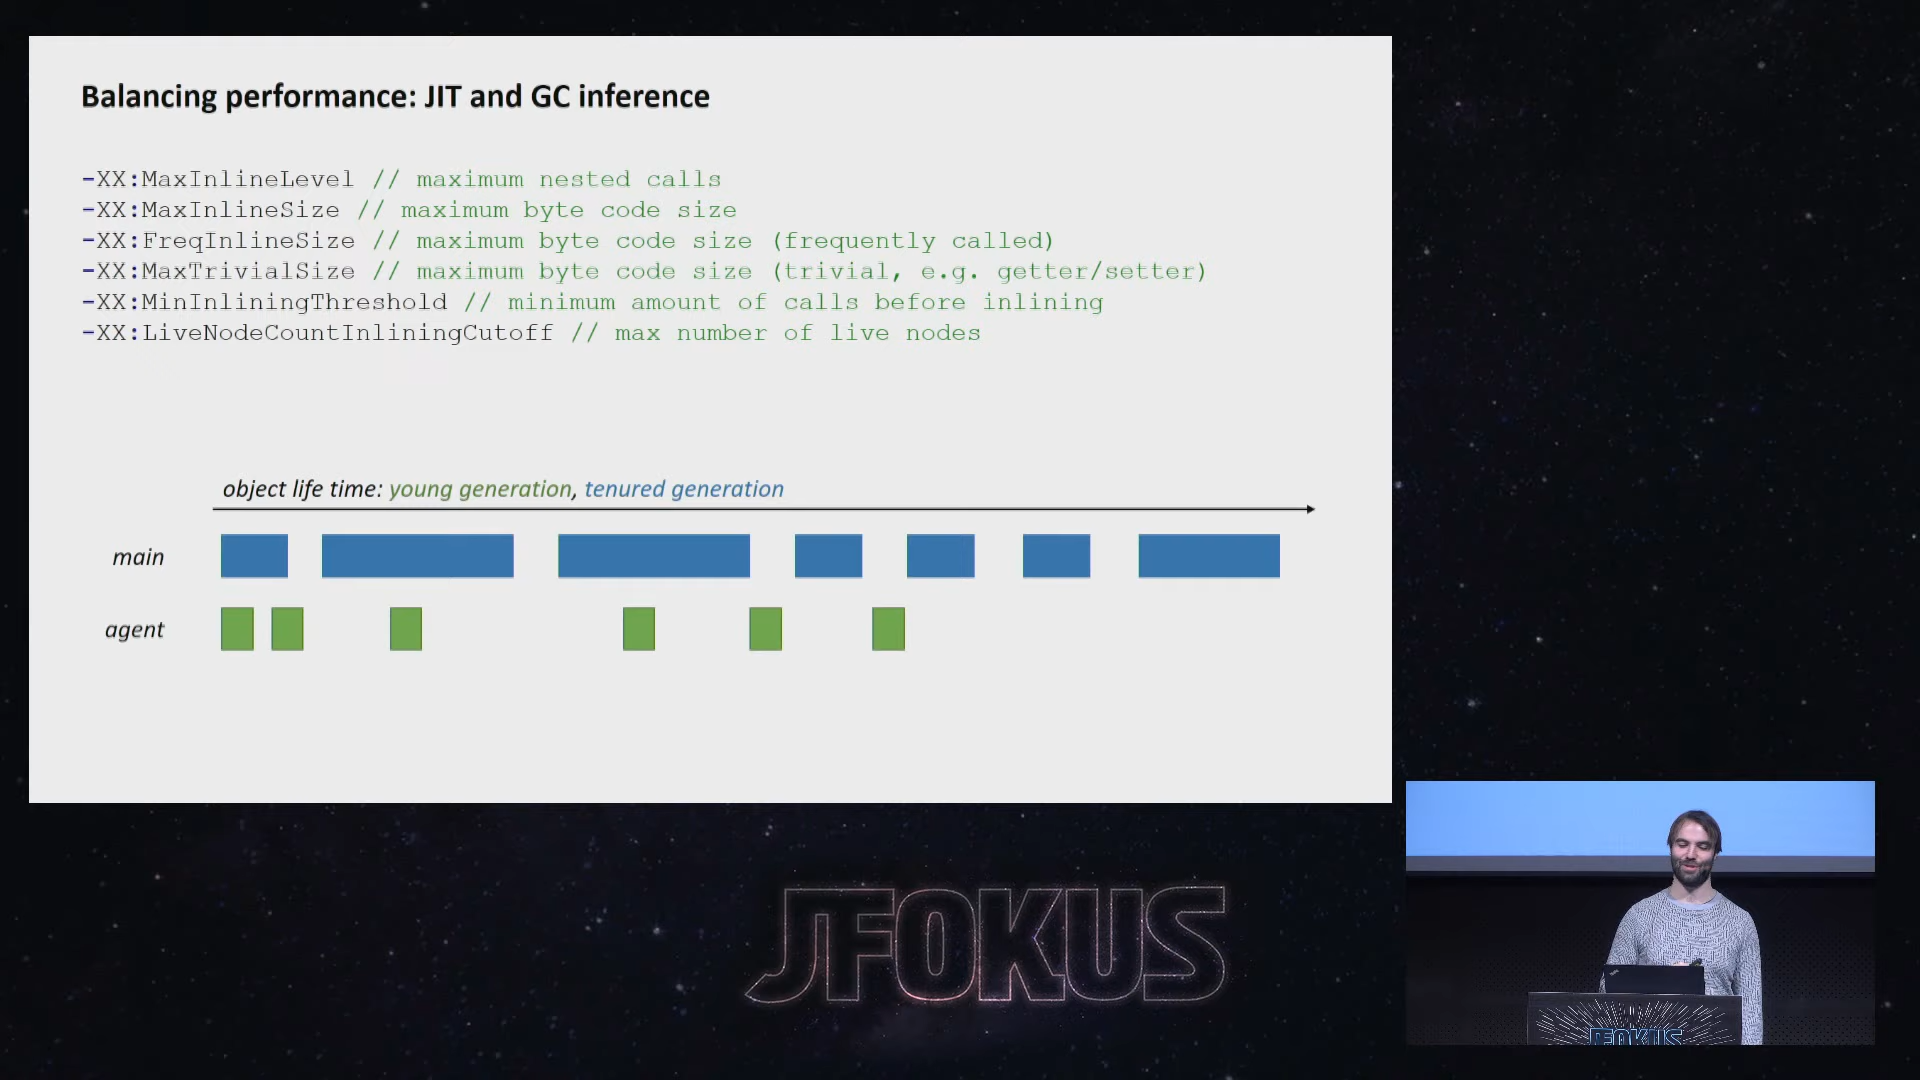 Balancing performance: JIT and GC inference
-XX:MaxInlineLevel // maximum nested calls
-XX:MaxInlineSize // maximum byte code size
-XX:FreqInlineSize // maximum byte code size (frequently called)
-XX:MaxTrivialSize // maximum byte code size (trivial, e.g. getter/setter)
-XX:MinInliningThreshold // minimum amount of calls before inlining
-XX:LiveNodeCountInliningCutoff // max number of live nodes
object life time: young generation, tenured generation
main
agent
JFOKUS
JFOKUS